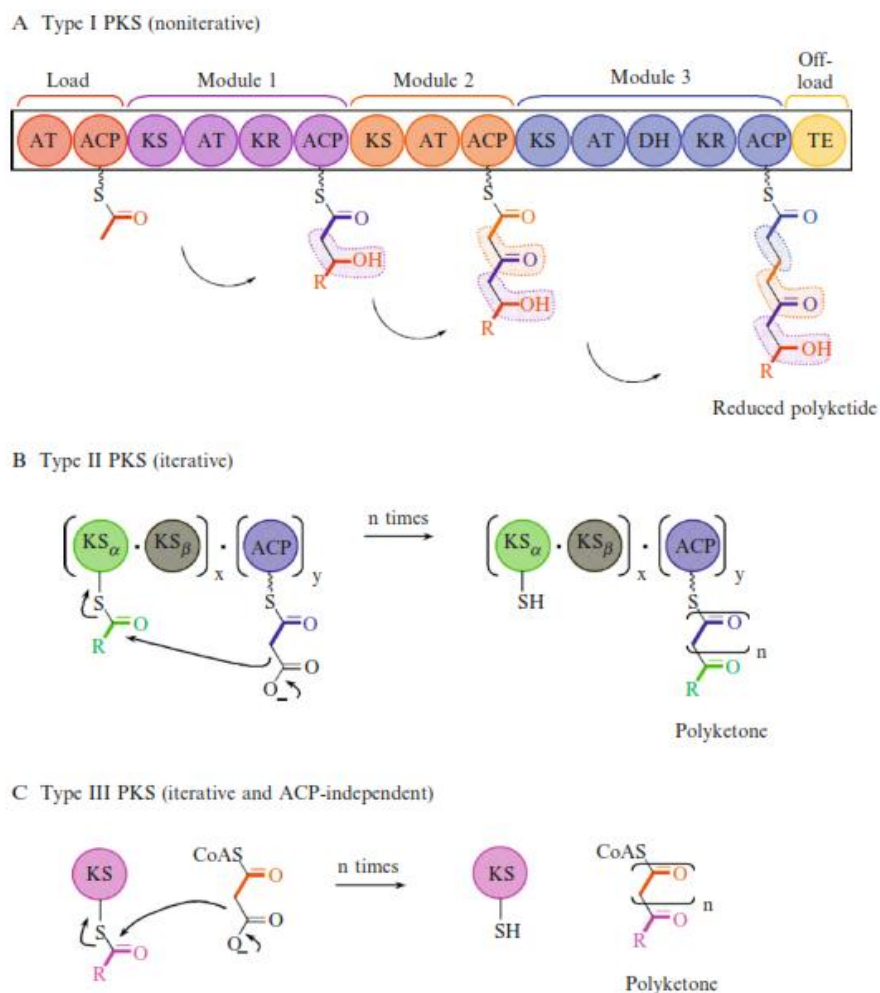 A Type I PKS (noniterative)
Load Module 1 Module 2 Module 3 Off-load
AT ACP KS AT KR ACP KS AT ACP KS AT DH KR ACP TE
S S S S
O O O O
OH O
R OH O
R OH
R
Reduced polyketide
B Type II PKS (iterative)
KSα · KSβ x · ACP y n times KSα · KSβ x · ACP y
S S SH S
O O O n
R O R O
O−
Polyketone
C Type III PKS (iterative and ACP-independent)
KS CoAS n times KS CoAS
O O n
S O SH O
R O O− R
Polyketone